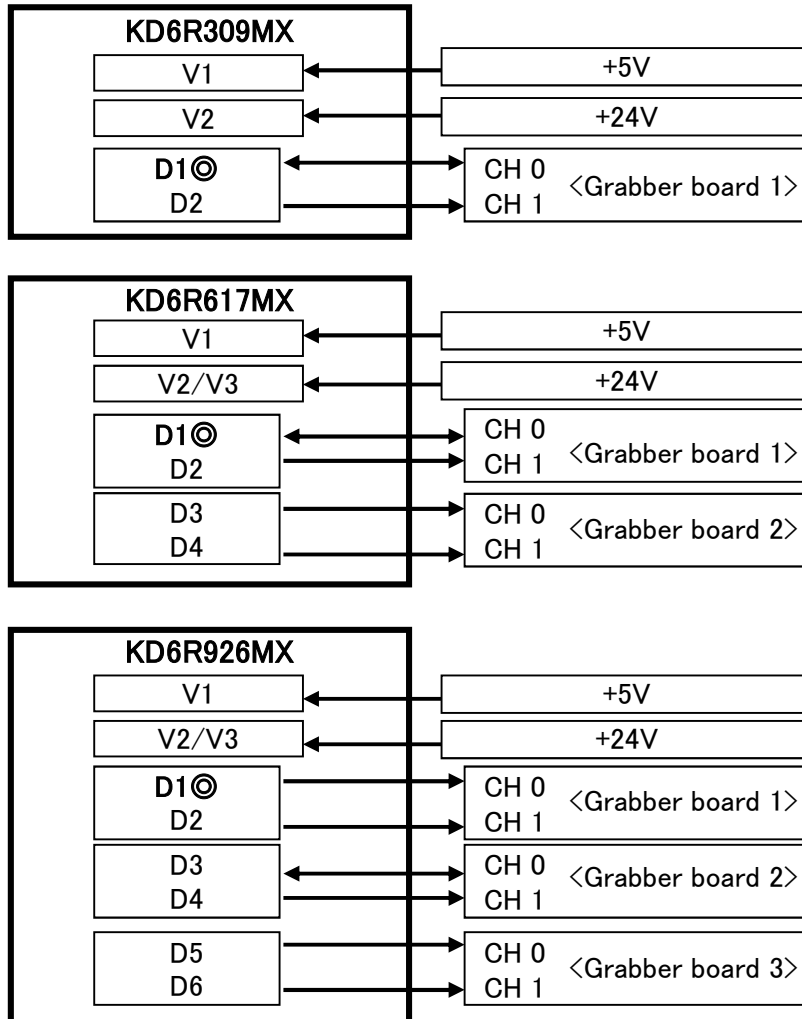 KD6R309MX
V1 +5V
V2 +24V
D1◎ CH 0 <Grabber board 1>
D2 CH 1
KD6R617MX
V1 +5V
V2/V3 +24V
D1◎ CH 0 <Grabber board 1>
D2 CH 1
D3 CH 0 <Grabber board 2>
D4 CH 1
KD6R926MX
V1 +5V
V2/V3 +24V
D1◎ CH 0 <Grabber board 1>
D2 CH 1
D3 CH 0 <Grabber board 2>
D4 CH 1
D5 CH 0 <Grabber board 3>
D6 CH 1